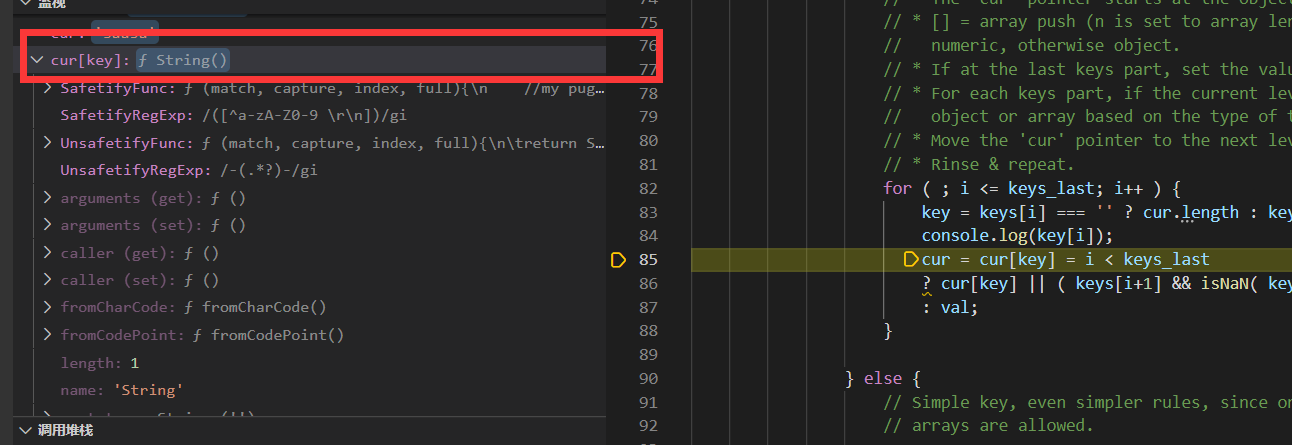 监视
cur[key]: ƒ String()
SafetifyFunc: ƒ (match, capture, index, full){\n    //my pug…
SafetifyRegExp: /([^a-zA-Z0-9 \r\n])/gi
UnsafetifyFunc: ƒ (match, capture, index, full){\n\treturn S…
UnsafetifyRegExp: /-(.*?)-/gi
arguments (get): ƒ ()
arguments (set): ƒ ()
caller (get): ƒ ()
caller (set): ƒ ()
fromCharCode: ƒ fromCharCode()
fromCodePoint: ƒ fromCodePoint()
length: 1
name: 'String'
调用堆栈
74 // * The 'cur' pointer starts at the object
75 // * [] = array push (n is set to array len
76 //   numeric, otherwise object.
77 // * If at the last keys part, set the valu
78 // * For each keys part, if the current lev
79 //   object or array based on the type of t
80 // * Move the 'cur' pointer to the next lev
81 // * Rinse & repeat.
82 for ( ; i <= keys_last; i++ ) {
83 key = keys[i] === '' ? cur.length : key
84 console.log(key[i]);
85 cur = cur[key] = i < keys_last
86 ? cur[key] || ( keys[i+1] && isNaN( key
87 : val;
88 }
89
90 } else {
91 // Simple key, even simpler rules, since on
92 // arrays are allowed.